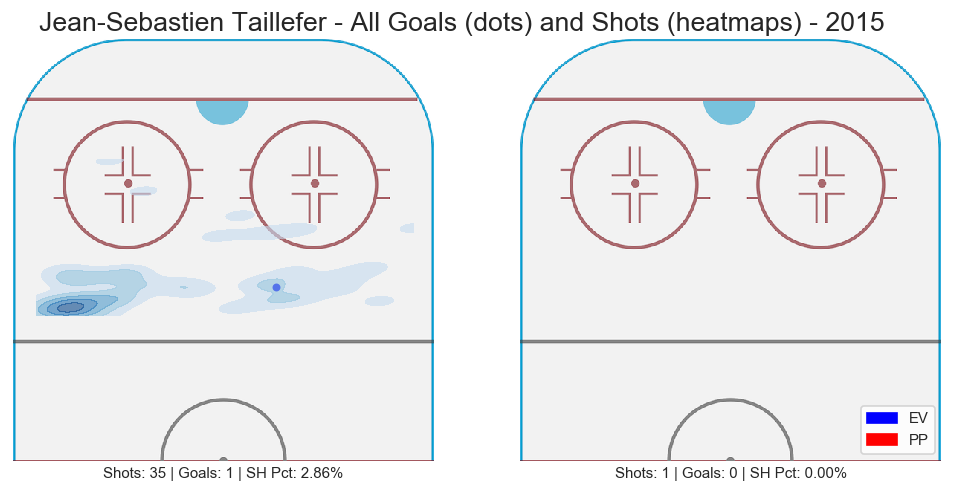 Jean-Sebastien Taillefer - All Goals (dots) and Shots (heatmaps) - 2015
EV
PP
Shots: 35 | Goals: 1 | SH Pct: 2.86%
Shots: 1 | Goals: 0 | SH Pct: 0.00%